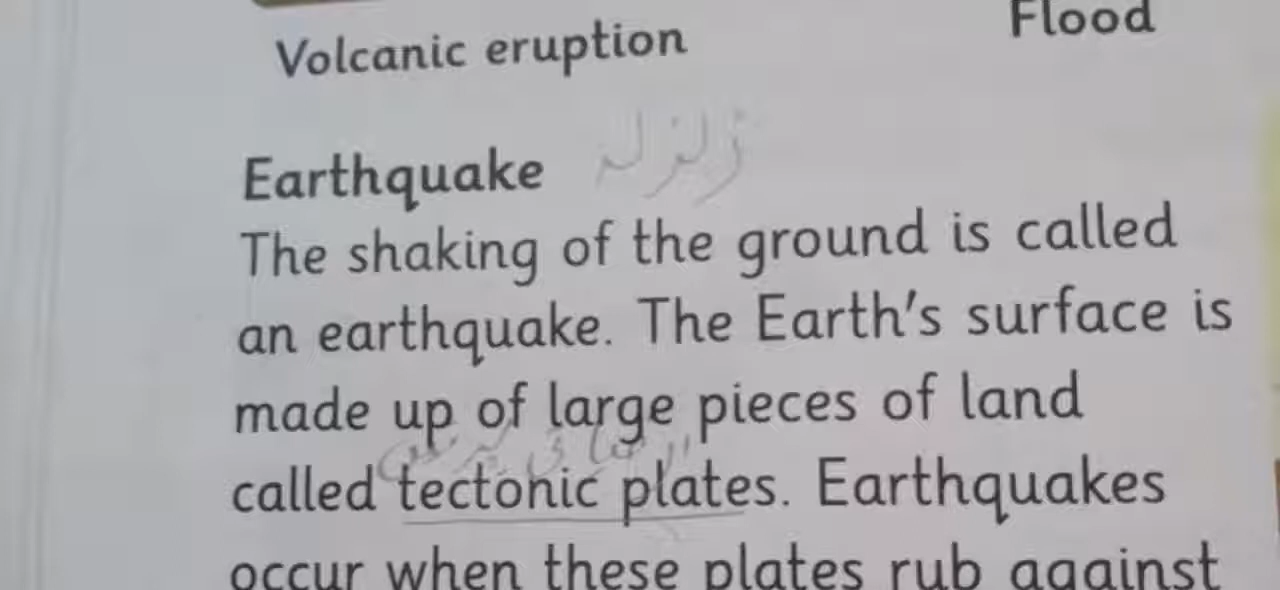 Volcanic eruption
Flood
Earthquake زلزلہ
The shaking of the ground is called
an earthquake. The Earth's surface is
made up of large pieces of land
called tectonic plates. Earthquakes
occur when these plates rub against